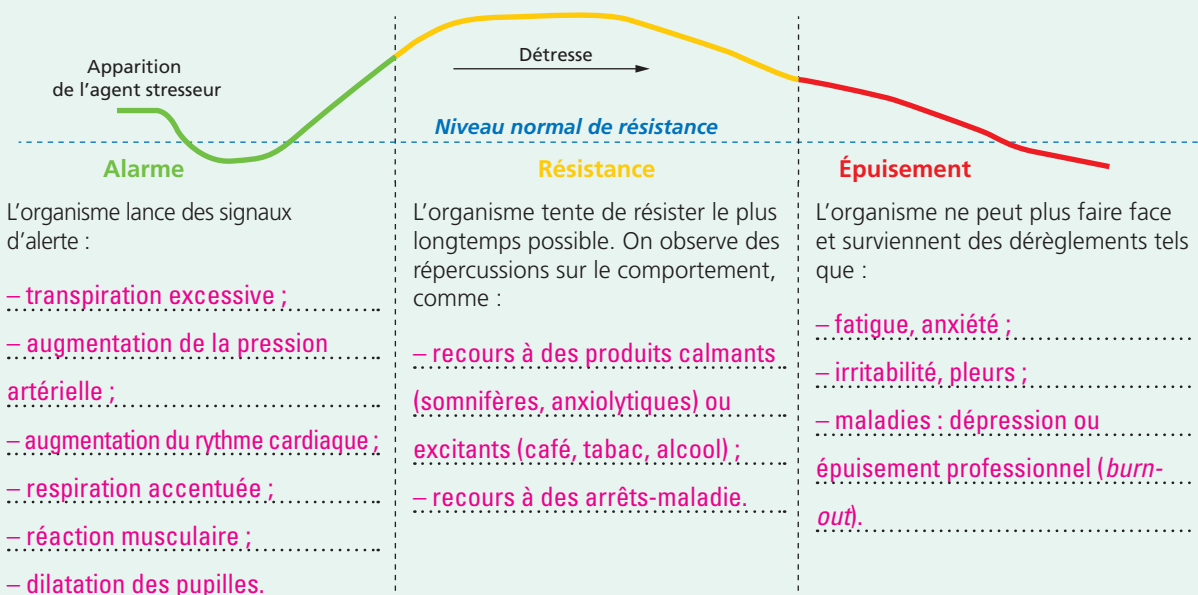 Apparition
de l'agent stresseur
Détresse
Niveau normal de résistance
Alarme
L'organisme lance des signaux
d'alerte :
– transpiration excessive ;
– augmentation de la pression
artérielle ;
– augmentation du rythme cardiaque ;
– respiration accentuée ;
– réaction musculaire ;
– dilatation des pupilles.
Résistance
L'organisme tente de résister le plus
longtemps possible. On observe des
répercussions sur le comportement,
comme :
– recours à des produits calmants
(somnifères, anxiolytiques) ou
excitants (café, tabac, alcool) ;
– recours à des arrêts-maladie.
Épuisement
L'organisme ne peut plus faire face
et surviennent des dérèglements tels
que :
– fatigue, anxiété ;
– irritabilité, pleurs ;
– maladies : dépression ou
épuisement professionnel (burn-
out).